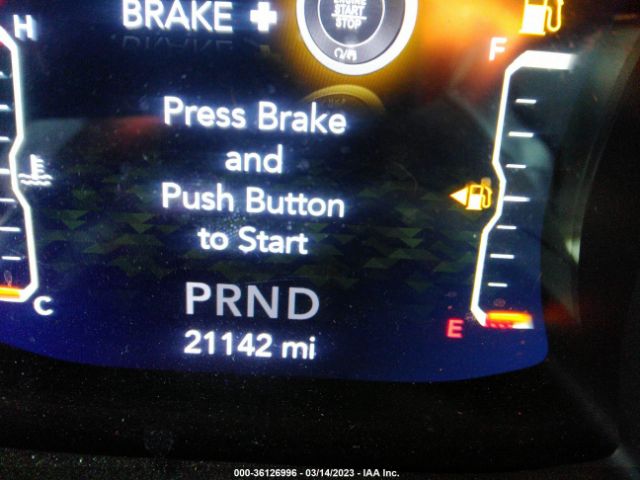 H
BRAKE +
ENGINE
START
STOP
F
Press Brake
and
Push Button
to Start
PRND
21142 mi
C
E
000-36126996 - 03/14/2023 - IAA Inc.